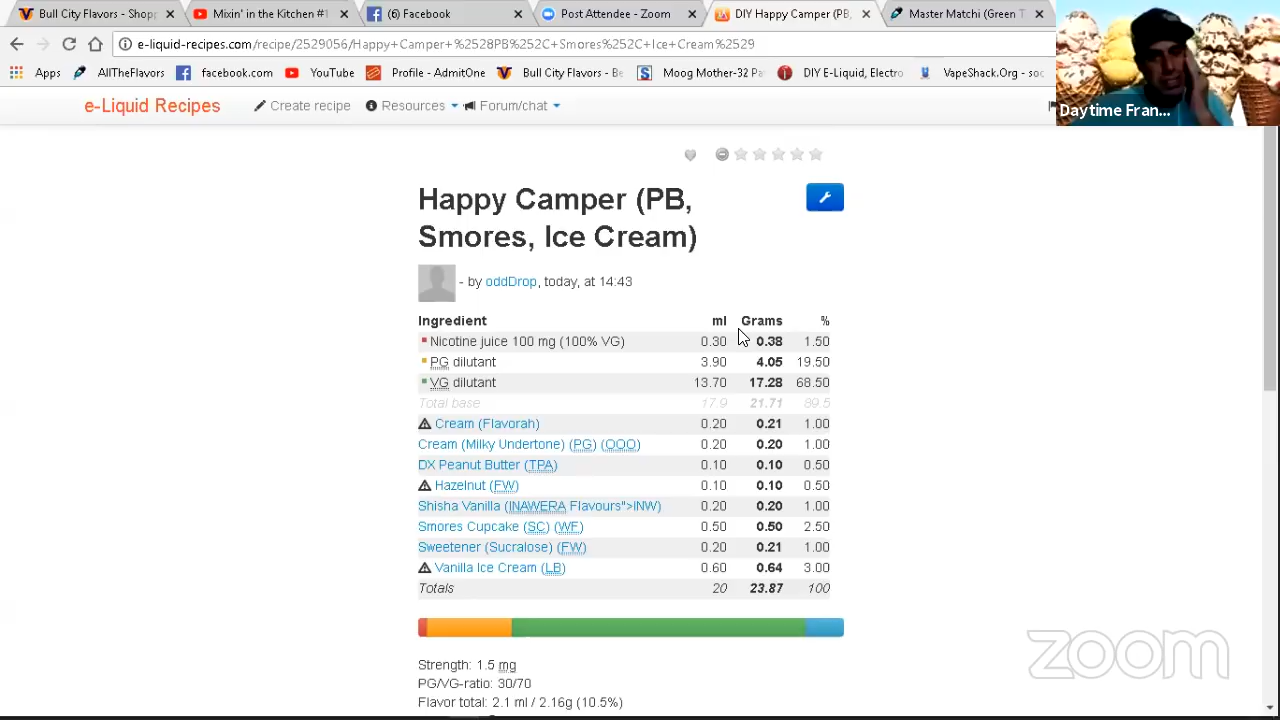 Bull City Flavors - Shopp
Mixin' in the Kitchen #1
(6) Facebook
Post Attendee - Zoom
DIY Happy Camper (PB,
Master Matchi (Green T
e-liquid-recipes.com/recipe/2529056/Happy+Camper+%2528PB%252C+Smores%252C+Ice+Cream%2529
Apps
AllTheFlavors
facebook.com
YouTube
Profile - AdmitOne
Bull City Flavors - Be
Moog Mother-32 Pa
DIY E-Liquid, Electro
VapeShack.Org - soc
Daytime Fran...
e-Liquid Recipes
Create recipe
Resources
Forum/chat
Happy Camper (PB,
Smores, Ice Cream)
- by oddDrop, today, at 14:43
Ingredient ml Grams %
Nicotine juice 100 mg (100% VG) 0.30 0.38 1.50
PG dilutant 3.90 4.05 19.50
VG dilutant 13.70 17.28 68.50
Total base 17.9 21.71 89.5
Cream (Flavorah) 0.20 0.21 1.00
Cream (Milky Undertone) (PG) (OOO) 0.20 0.20 1.00
DX Peanut Butter (TPA) 0.10 0.10 0.50
Hazelnut (FW) 0.10 0.10 0.50
Shisha Vanilla (INAWERA Flavours">INW) 0.20 0.20 1.00
Smores Cupcake (SC) (WF) 0.50 0.50 2.50
Sweetener (Sucralose) (FW) 0.20 0.21 1.00
Vanilla Ice Cream (LB) 0.60 0.64 3.00
Totals 20 23.87 100
Strength: 1.5 mg
PG/VG-ratio: 30/70
Flavor total: 2.1 ml / 2.16g (10.5%)
zoom